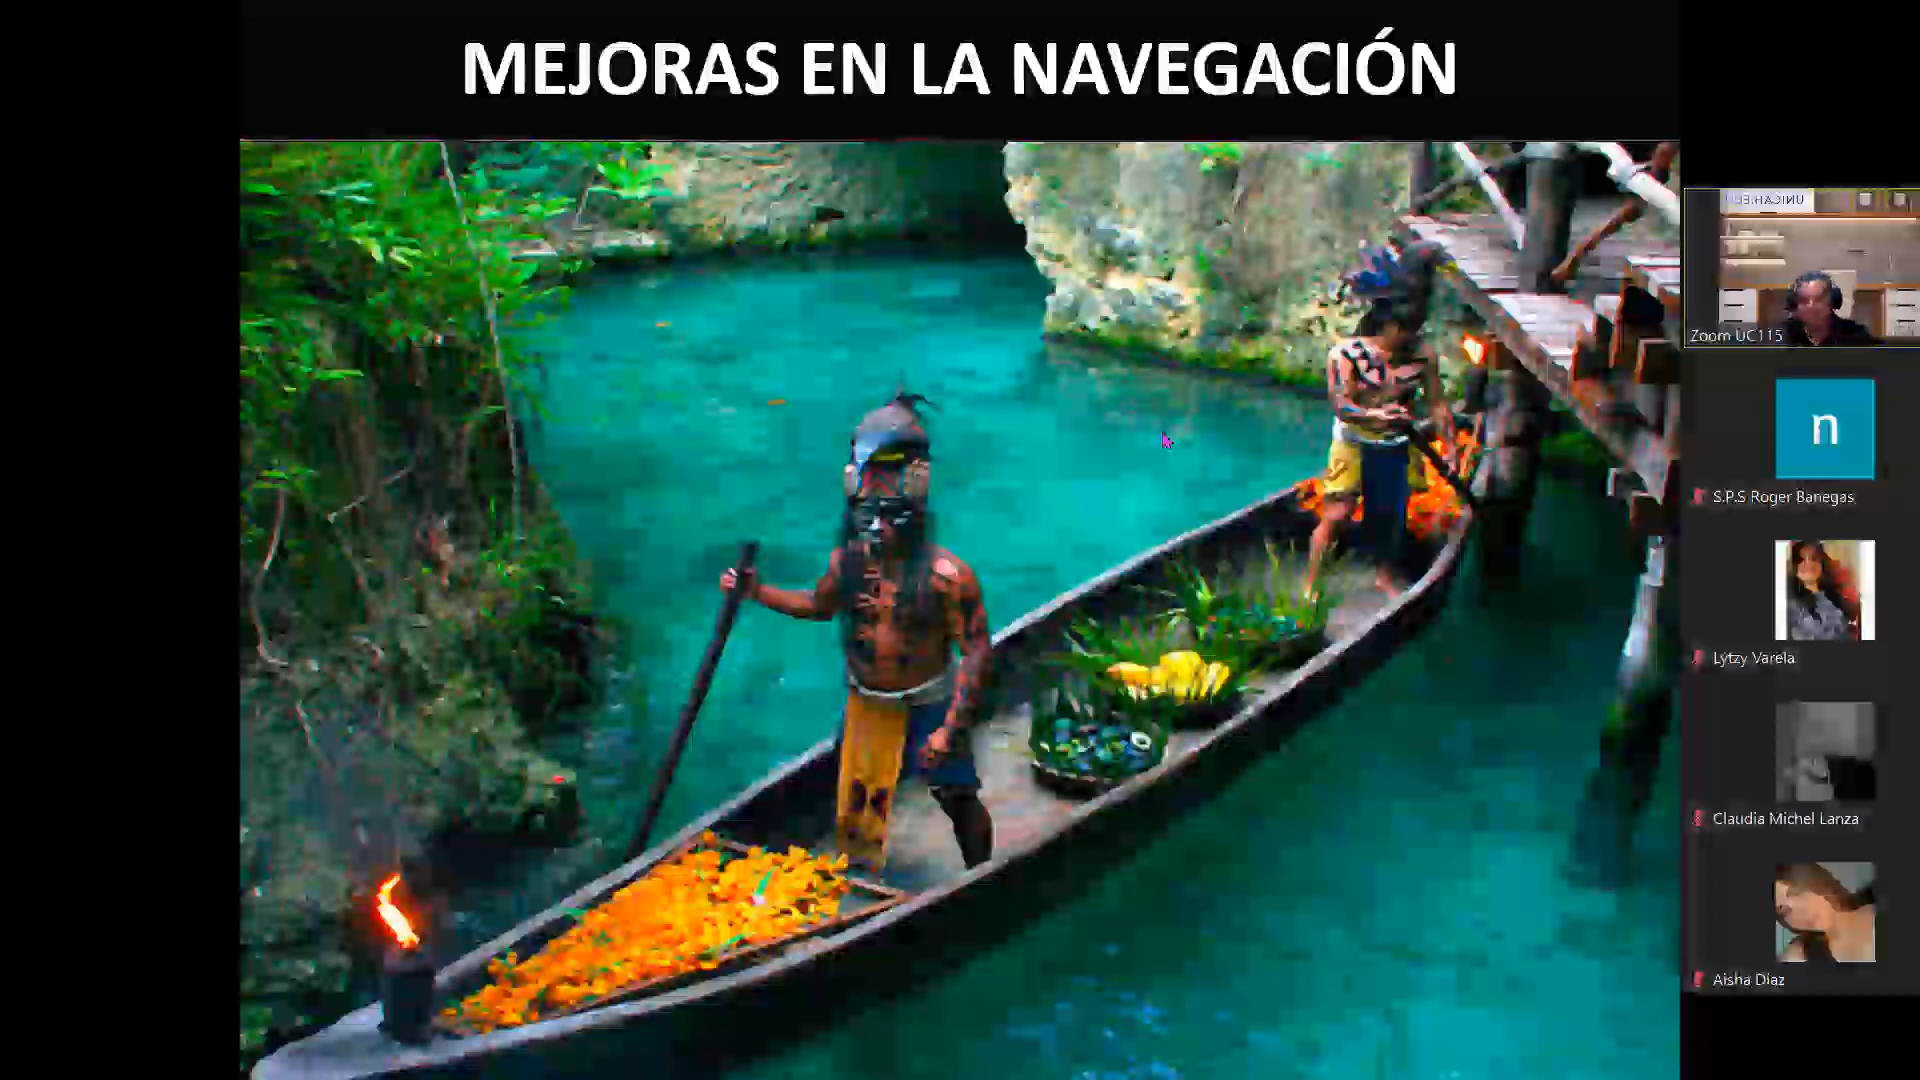 MEJORAS EN LA NAVEGACIÓN
Zoom UC115
S.P.S Roger Banegas
n
Lytzy Varela
Claudia Michel Lanza
Aisha Diaz